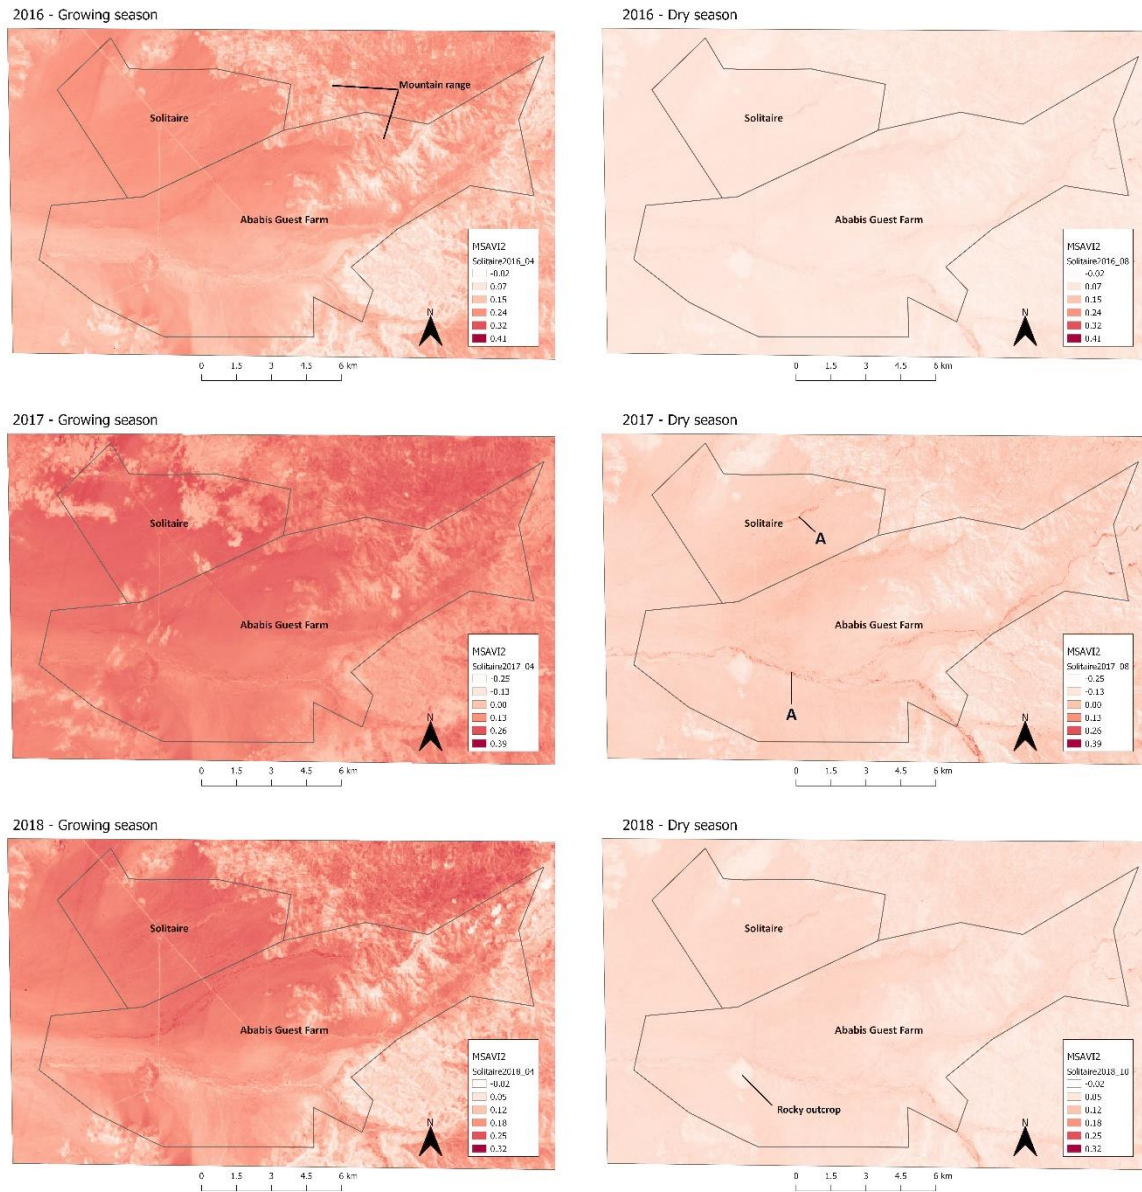 2016 - Growing season
Mountain range
Solitaire
Ababis Guest Farm
MSAVI2
Solitaire2016_04
-0.02
0.07
0.15
0.24
0.32
0.41
N
0 1.5 3 4.5 6 km
2016 - Dry season
Solitaire
Ababis Guest Farm
MSAVI2
Solitaire2016_08
-0.02
0.07
0.15
0.24
0.32
0.41
N
0 1.5 3 4.5 6 km
2017 - Growing season
Solitaire
Ababis Guest Farm
MSAVI2
Solitaire2017_04
-0.25
-0.13
0.00
0.13
0.26
0.39
N
0 1.5 3 4.5 6 km
2017 - Dry season
Solitaire
A
Ababis Guest Farm
A
MSAVI2
Solitaire2017_08
-0.25
-0.13
0.00
0.13
0.26
0.39
N
0 1.5 3 4.5 6 km
2018 - Growing season
Solitaire
Ababis Guest Farm
MSAVI2
Solitaire2018_04
-0.02
0.05
0.12
0.18
0.25
0.32
N
0 1.5 3 4.5 6 km
2018 - Dry season
Solitaire
Ababis Guest Farm
Rocky outcrop
MSAVI2
Solitaire2018_10
-0.02
0.05
0.12
0.18
0.25
0.32
N
0 1.5 3 4.5 6 km